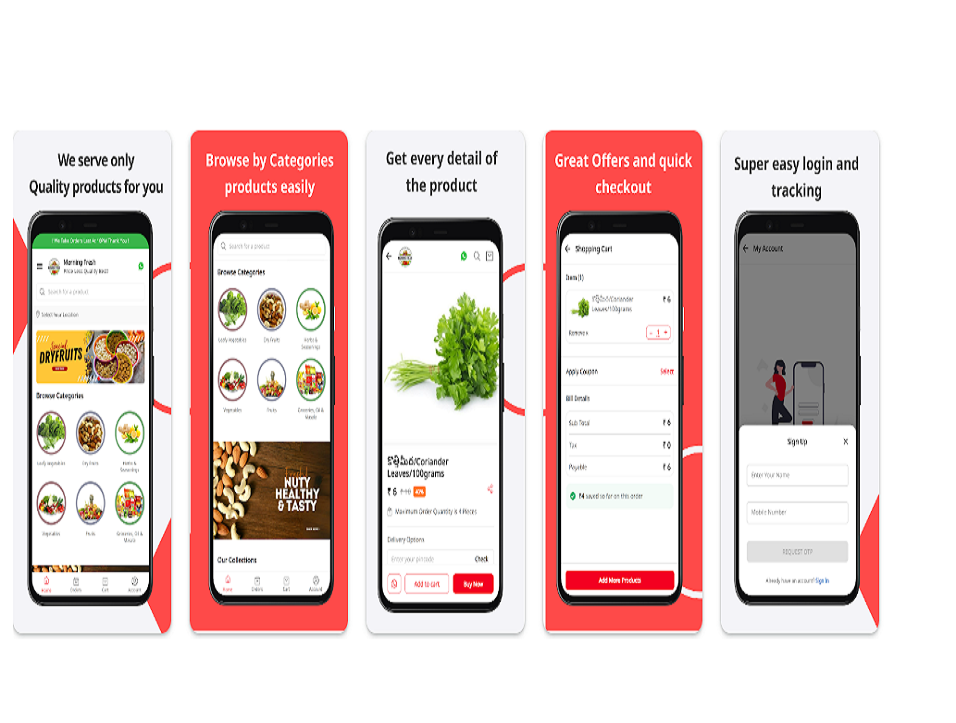 We serve only
Quality products for you
Morning Fresh
Search for a product
Select Your Location
Special
DRYFRUITS
Browse Categories
Leafy Vegetables
Dry Fruits
Herbs &
Seasonings
Vegetables
Fruits
Groceries, Oil &
Masala
Home
Orders
Cart
Account
Browse by Categories
products easily
Search for a product
Browse Categories
Leafy Vegetables
Dry Fruits
Herbs &
Seasonings
Vegetables
Fruits
Groceries, Oil &
Masala
NUTY
HEALTHY
& TASTY
Our Collections
Home
Orders
Cart
Account
Get every detail of
the product
కొత్తిమీర/Coriander
Leaves/100grams
₹ 6 ₹ 10 40%
Maximum Order Quantity is 4 Pieces
Delivery Options
Enter your pincode
Check
Add to cart
Buy Now
Great Offers and quick
checkout
Shopping Cart
Item(1)
కొత్తిమీర/Coriander
Leaves/100grams
₹ 6
Remove
- 1 +
Apply Coupon
Select
Bill Details
Sub Total
₹ 6
Tax
₹ 0
Payable
₹ 6
₹4 saved so far on this order
Add More Products
Super easy login and
tracking
My Account
SignUp
X
Enter Your Name
Mobile Number
REQUEST OTP
Already have an account? Sign In